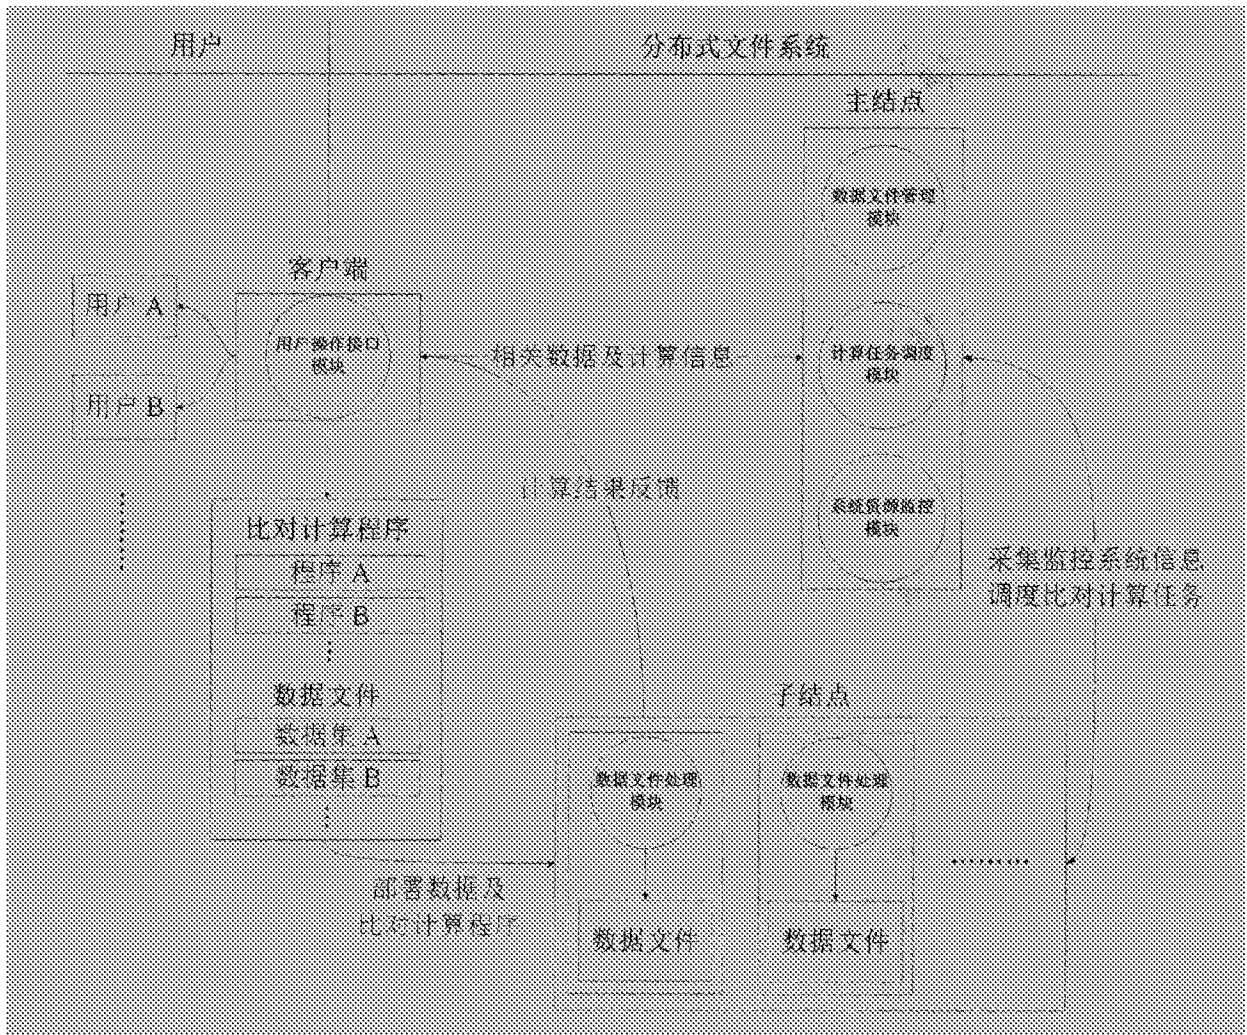 用户
分布式文件系统
主结点
数据文件管理
模块
客户端
用户 A
用户操作接口
模块
相关数据及计算信息
计算任务调度
模块
用户 B
计算结果反馈
系统资源监控
模块
比对计算程序
程序 A
程序 B
采集监控系统信息
调度比对计算任务
数据文件
数据集 A
数据集 B
子结点
数据文件处理
模块
数据文件处理
模块
部署数据及
比对计算程序
数据文件
数据文件